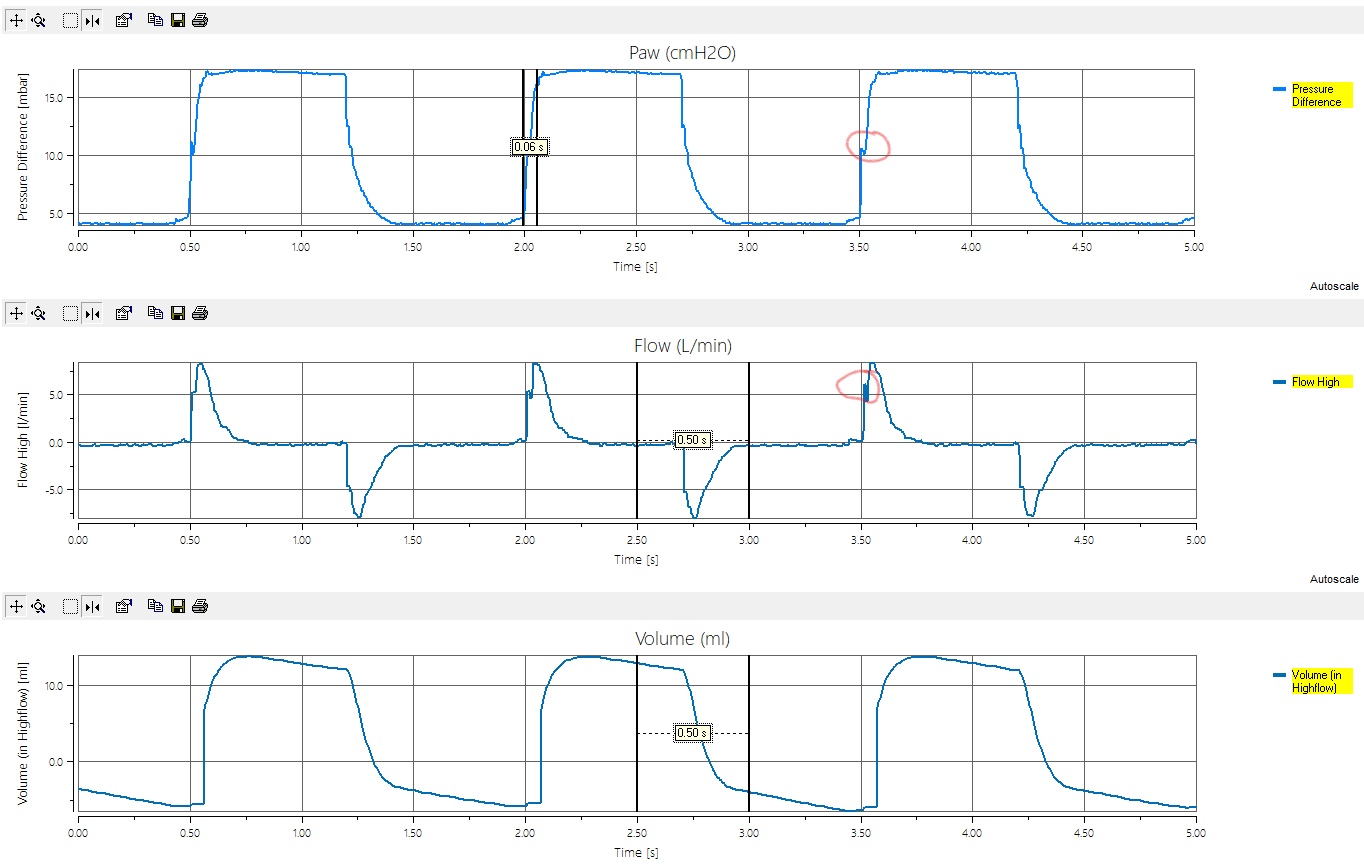 Paw (cmH2O)
Pressure Difference [mbar]
15.0
10.0
5.0
0.06 s
0.00 0.50 1.00 1.50 2.00 2.50 3.00 3.50 4.00 4.50 5.00
Time [s]
Pressure
Difference
Autoscale
Flow (L/min)
Flow High [l/min]
5.0
0.0
-5.0
0.50 s
0.00 0.50 1.00 1.50 2.00 2.50 3.00 3.50 4.00 4.50 5.00
Time [s]
Flow High
Autoscale
Volume (ml)
Volume (in Highflow) [ml]
10.0
0.0
0.50 s
0.00 0.50 1.00 1.50 2.00 2.50 3.00 3.50 4.00 4.50 5.00
Time [s]
Volume (in
Highflow)